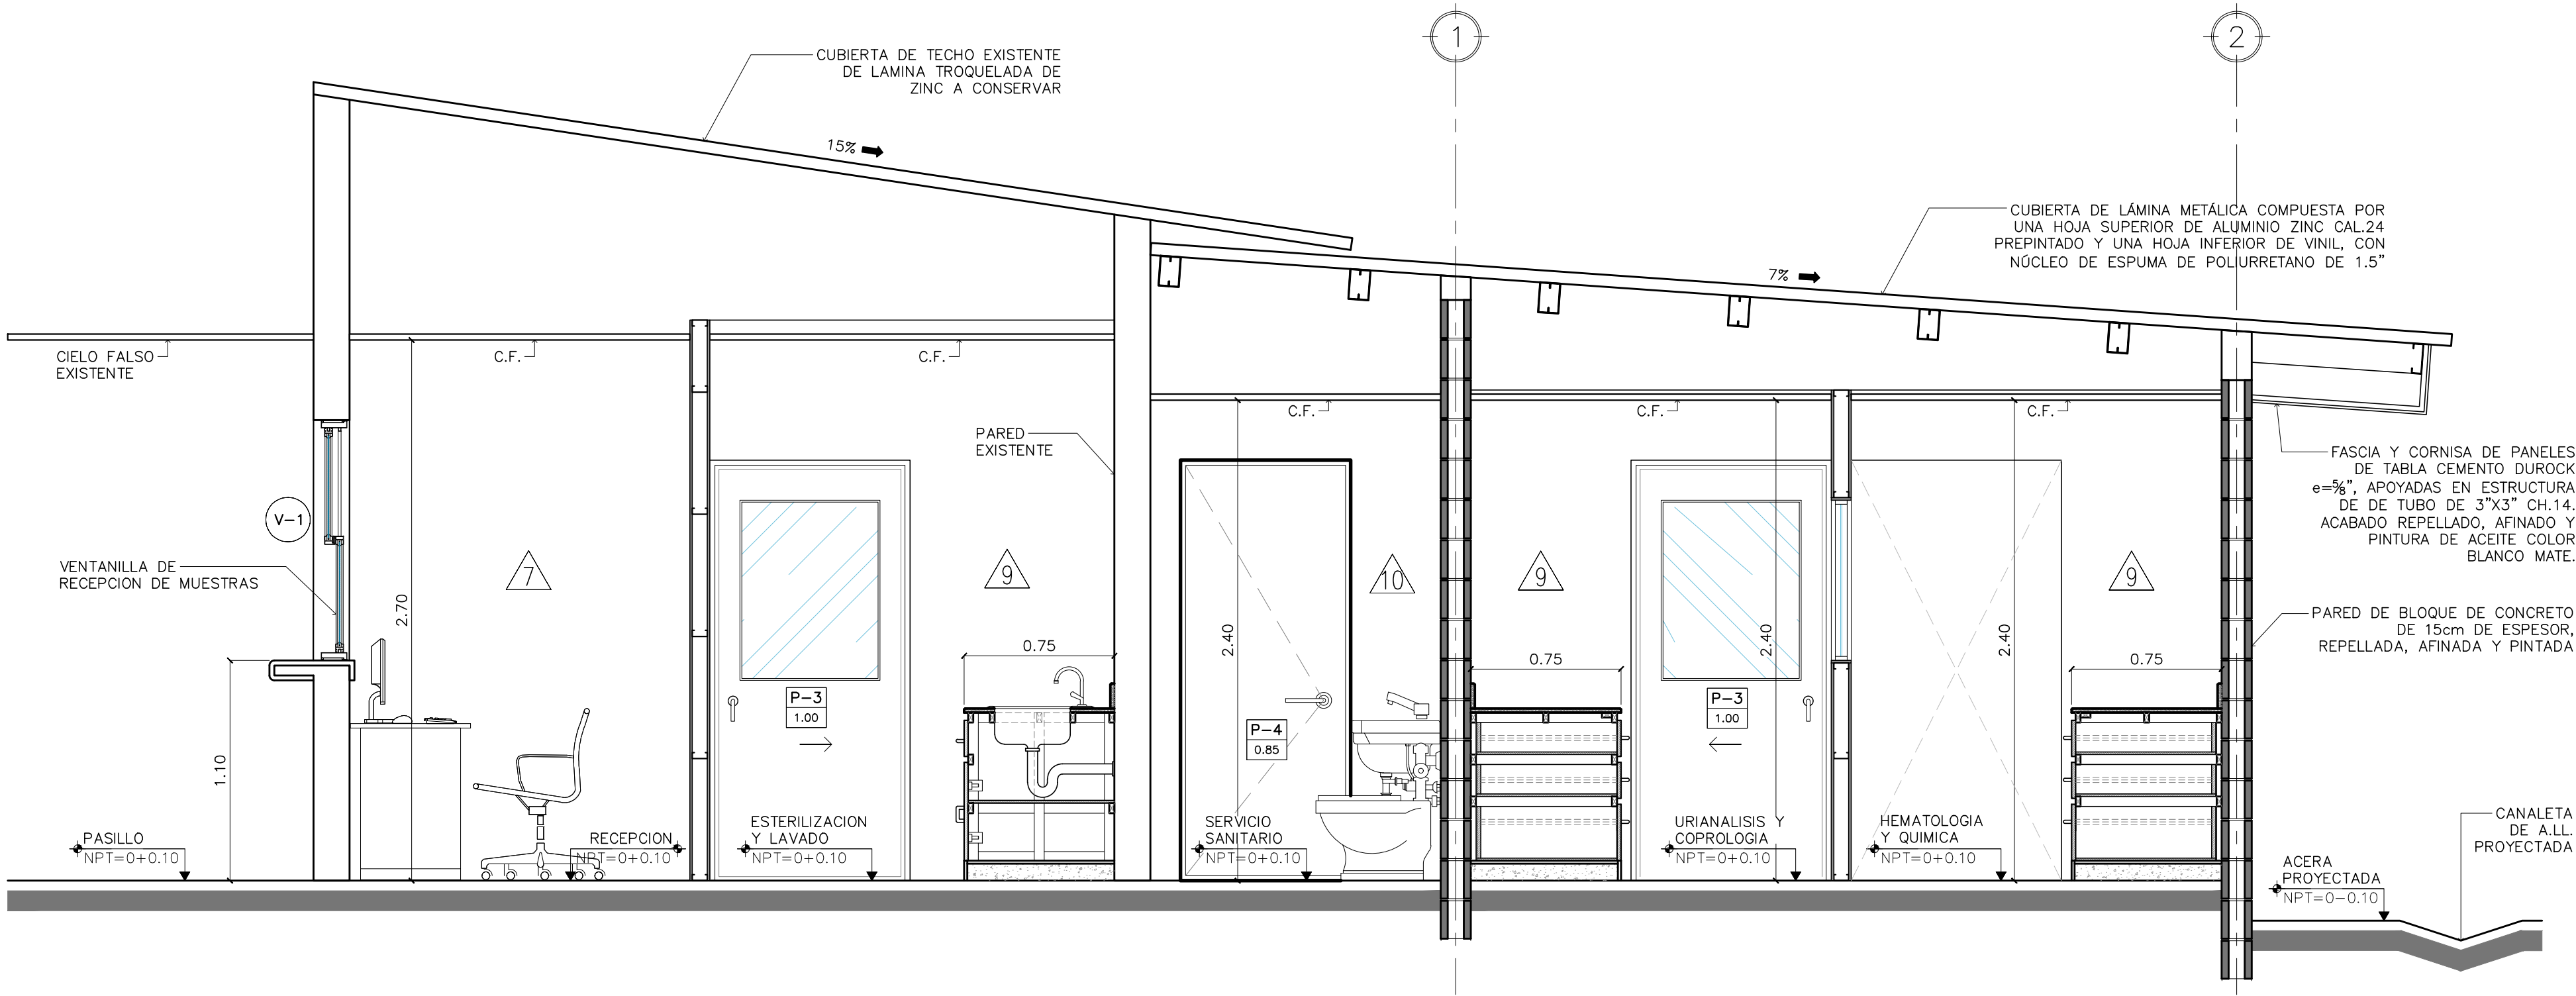 1
2
CUBIERTA DE TECHO EXISTENTE
DE LAMINA TROQUELADA DE
ZINC A CONSERVAR
15%
CUBIERTA DE LÁMINA METÁLICA COMPUESTA POR
UNA HOJA SUPERIOR DE ALUMINIO ZINC CAL.24
PREPINTADO Y UNA HOJA INFERIOR DE VINIL, CON
NÚCLEO DE ESPUMA DE POLIURRETANO DE 1.5”
7%
CIELO FALSO
EXISTENTE
C.F.
C.F.
C.F.
C.F.
C.F.
PARED
EXISTENTE
FASCIA Y CORNISA DE PANELES
DE TABLA CEMENTO DUROCK
e=⅝”, APOYADAS EN ESTRUCTURA
DE DE TUBO DE 3”X3” CH.14.
ACABADO REPELLADO, AFINADO Y
PINTURA DE ACEITE COLOR
BLANCO MATE.
V-1
VENTANILLA DE
RECEPCION DE MUESTRAS
7
9
10
9
9
2.70
2.40
2.40
2.40
PARED DE BLOQUE DE CONCRETO
DE 15cm DE ESPESOR,
REPELLADA, AFINADA Y PINTADA
0.75
0.75
0.75
P-3
1.00
P-4
0.85
P-3
1.00
1.10
PASILLO
NPT=0+0.10
RECEPCION
NPT=0+0.10
ESTERILIZACION
Y LAVADO
NPT=0+0.10
SERVICIO
SANITARIO
NPT=0+0.10
URIANALISIS Y
COPROLOGIA
NPT=0+0.10
HEMATOLOGIA
Y QUIMICA
NPT=0+0.10
CANALETA
DE A.LL.
PROYECTADA
ACERA
PROYECTADA
NPT=0-0.10